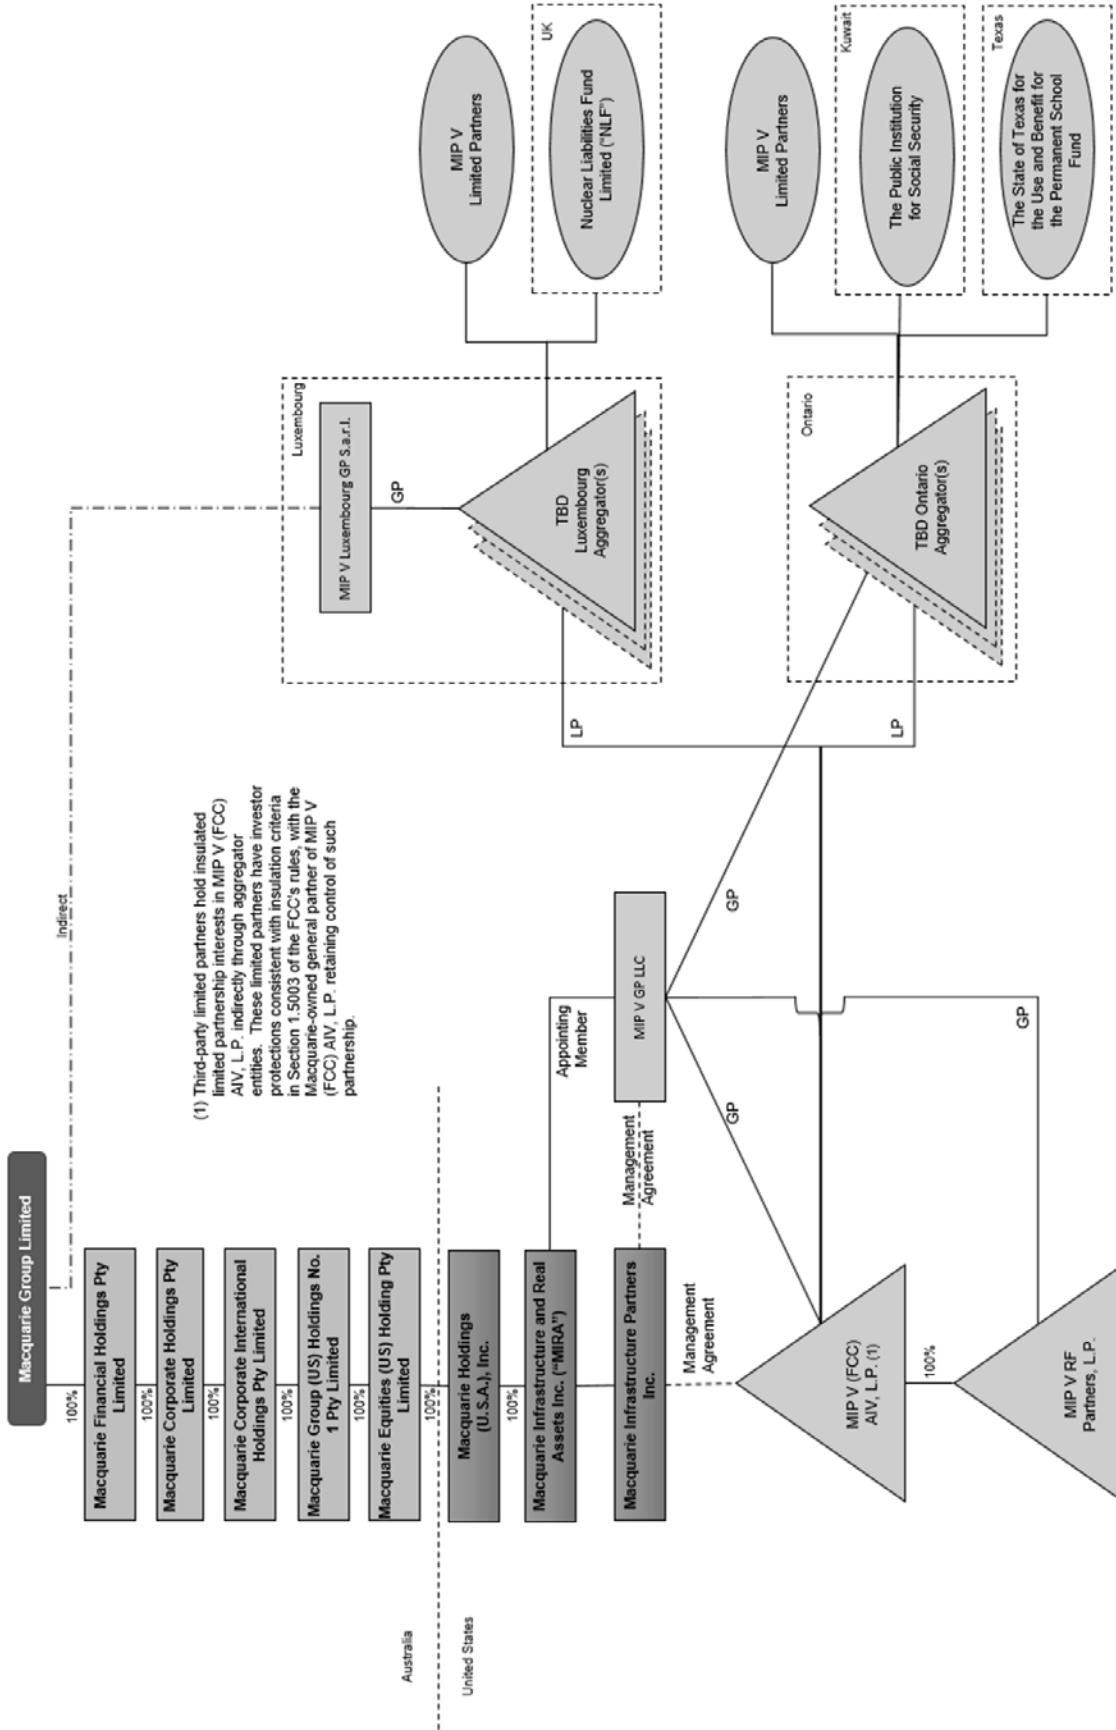 Macquarie Group Limited
Indirect
100%
Macquarie Financial Holdings Pty
Limited
100%
Macquarie Corporate Holdings Pty
Limited
100%
Macquarie Corporate International
Holdings Pty Limited
100%
Macquarie Group (US) Holdings No.
1 Pty Limited
100%
Macquarie Equities (US) Holding Pty
Limited
100%
Australia
United States
Macquarie Holdings
(U.S.A.), Inc.
100%
Macquarie Infrastructure and Real
Assets Inc. ("MIRA")
Macquarie Infrastructure Partners
Inc.
Appointing
Member
Management
Agreement
MIP V GP LLC
Management
Agreement
GP
GP
GP
MIP V (FCC)
AIV, L.P. (1)
100%
MIP V RF
Partners, L.P.
(1) Third-party limited partners hold insulated
limited partnership interests in MIP V (FCC)
AIV, L.P. indirectly through aggregator
entities. These limited partners have investor
protections consistent with insulation criteria
in Section 1.5003 of the FCC's rules, with the
Macquarie-owned general partner of MIP V
(FCC) AIV, L.P. retaining control of such
partnership.
Luxembourg
MIP V Luxembourg GP S.a.r.l.
GP
TBD
Luxembourg
Aggregator(s)
LP
LP
Ontario
TBD Ontario
Aggregator(s)
MIP V
Limited Partners
UK
Nuclear Liabilities Fund
Limited ("NLF")
MIP V
Limited Partners
Kuwait
The Public Institution
for Social Security
Texas
The State of Texas for
the Use and Benefit for
the Permanent School
Fund